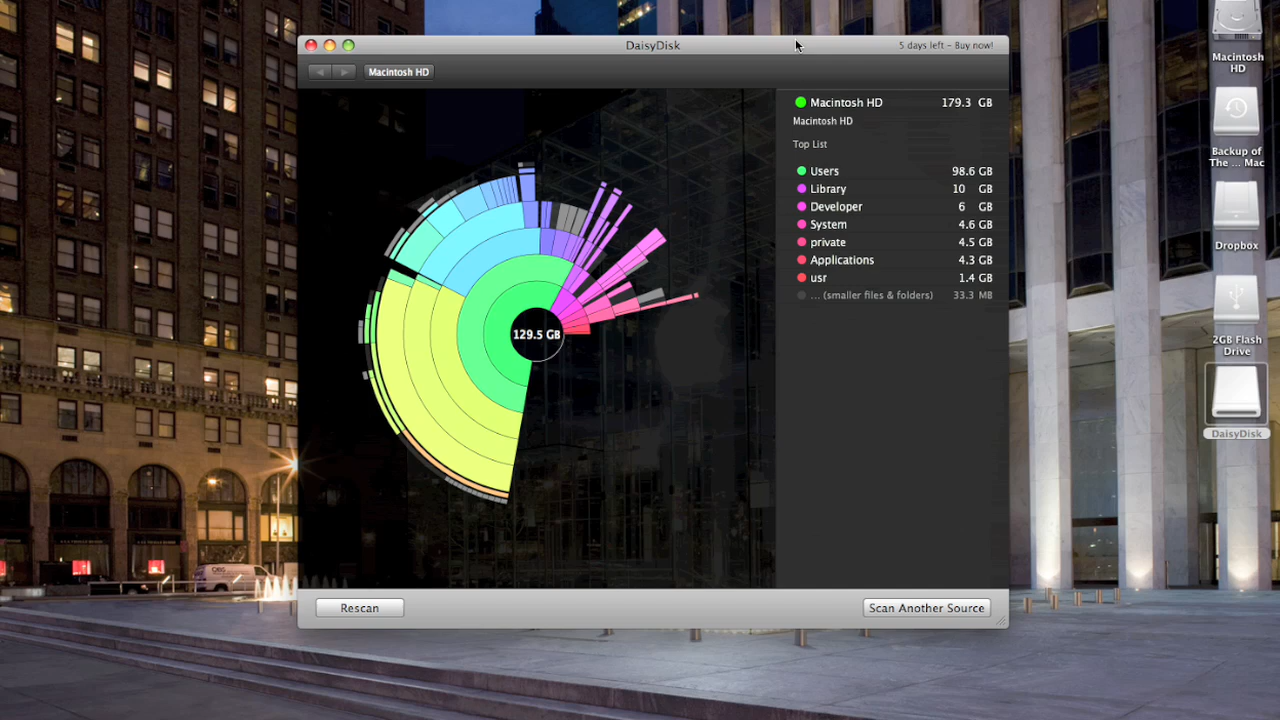 DaisyDisk
5 days left – Buy now!
Macintosh HD
Macintosh HD 179.3 GB
Macintosh HD
Top List
Users 98.6 GB
Library 10 GB
Developer 6 GB
System 4.6 GB
private 4.5 GB
Applications 4.3 GB
usr 1.4 GB
... (smaller files & folders) 33.3 MB
129.5 GB
Rescan
Scan Another Source
Macintosh
HD
Backup of
The ... Mac
Dropbox
2GB Flash
Drive
DaisyDisk